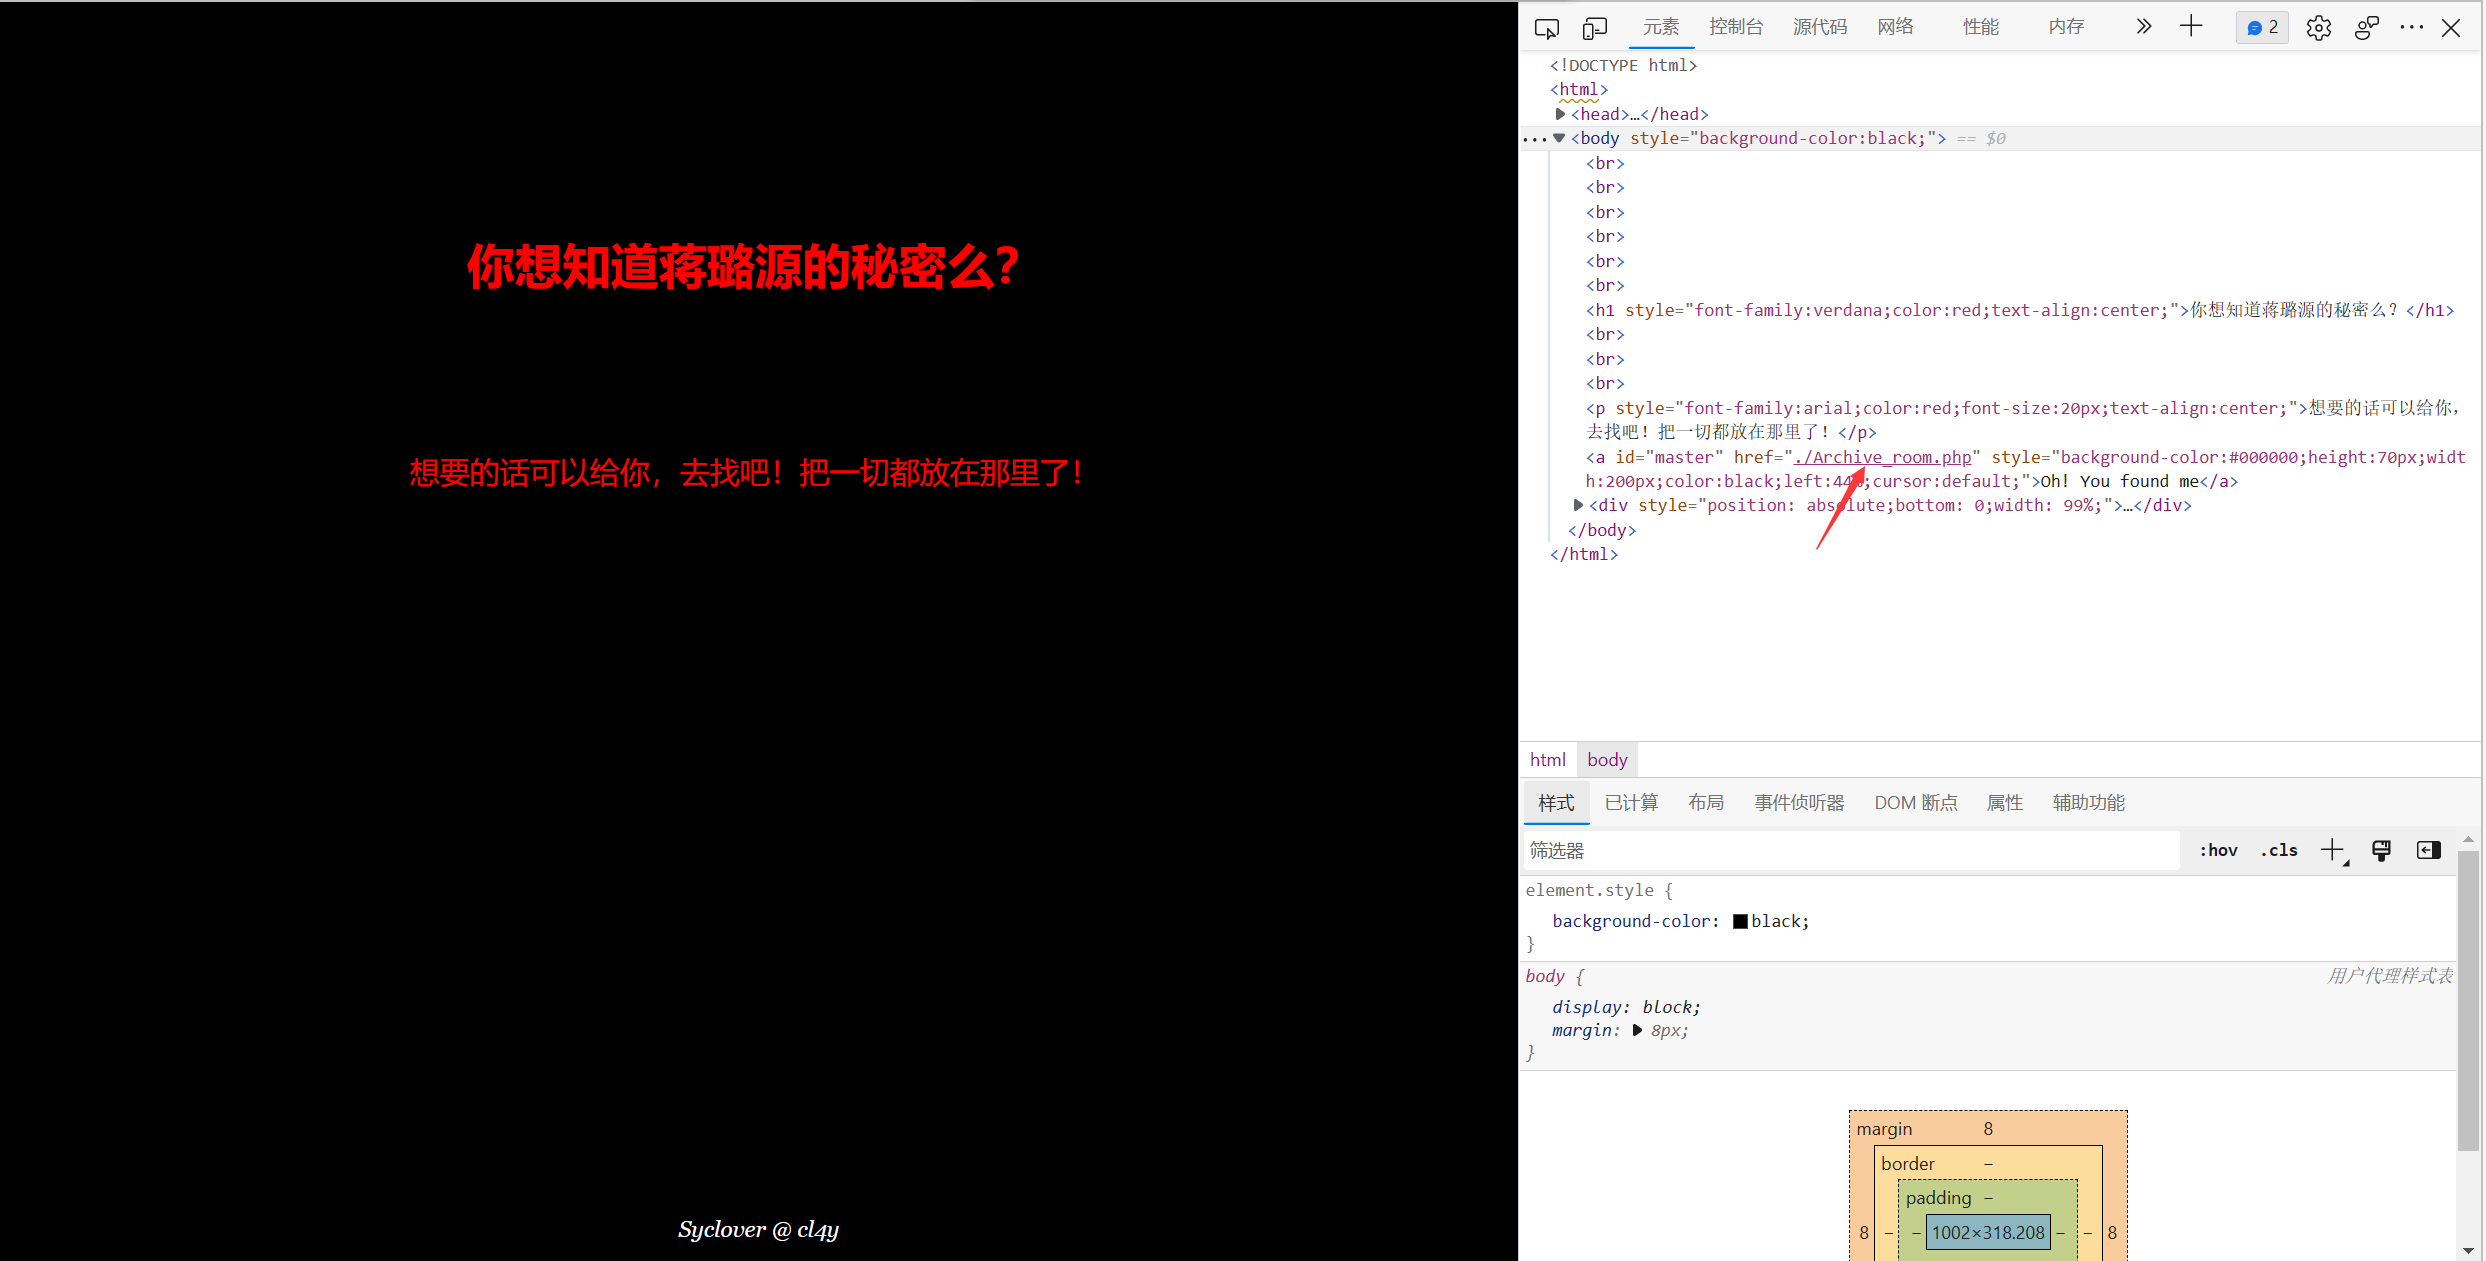 你想知道蒋璐源的秘密么？
想要的话可以给你，去找吧！把一切都放在那里了！
Syclover @ cl4y
元素 控制台 源代码 网络 性能 内存 2
<!DOCTYPE html>
<html>
<head>…</head>
<body style="background-color:black;"> == $0
<br>
<br>
<br>
<br>
<br>
<br>
<h1 style="font-family:verdana;color:red;text-align:center;">你想知道蒋璐源的秘密么？</h1>
<br>
<br>
<br>
<p style="font-family:arial;color:red;font-size:20px;text-align:center;">想要的话可以给你，
去找吧！把一切都放在那里了！</p>
<a id="master" href="./Archive_room.php" style="background-color:#000000;height:70px;widt
h:200px;color:black;left:44%;cursor:default;">Oh! You found me</a>
<div style="position: absolute;bottom: 0;width: 99%;">…</div>
</body>
</html>
html body
样式 已计算 布局 事件侦听器 DOM 断点 属性 辅助功能
筛选器 :hov .cls
element.style {
background-color: black;
}
body { 用户代理样式表
display: block;
margin: 8px;
}
margin 8
border –
padding –
8 – – 1002×318.208 – – 8